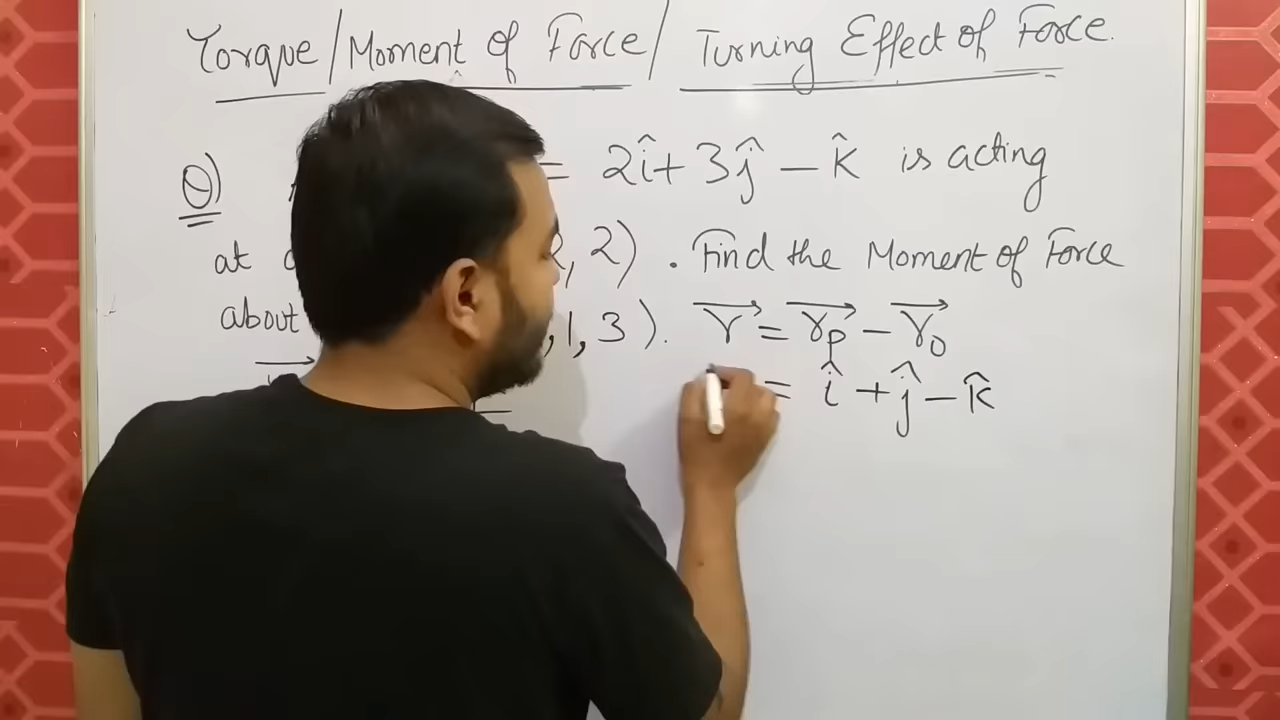 Torque / Moment of Force / Turning Effect of Force.
Q) = 2î + 3ĵ - k̂ is acting
at 2, 2). Find the Moment of Force
about , 1, 3). r⃗ = r⃗p - r⃗o
= î + ĵ - k̂